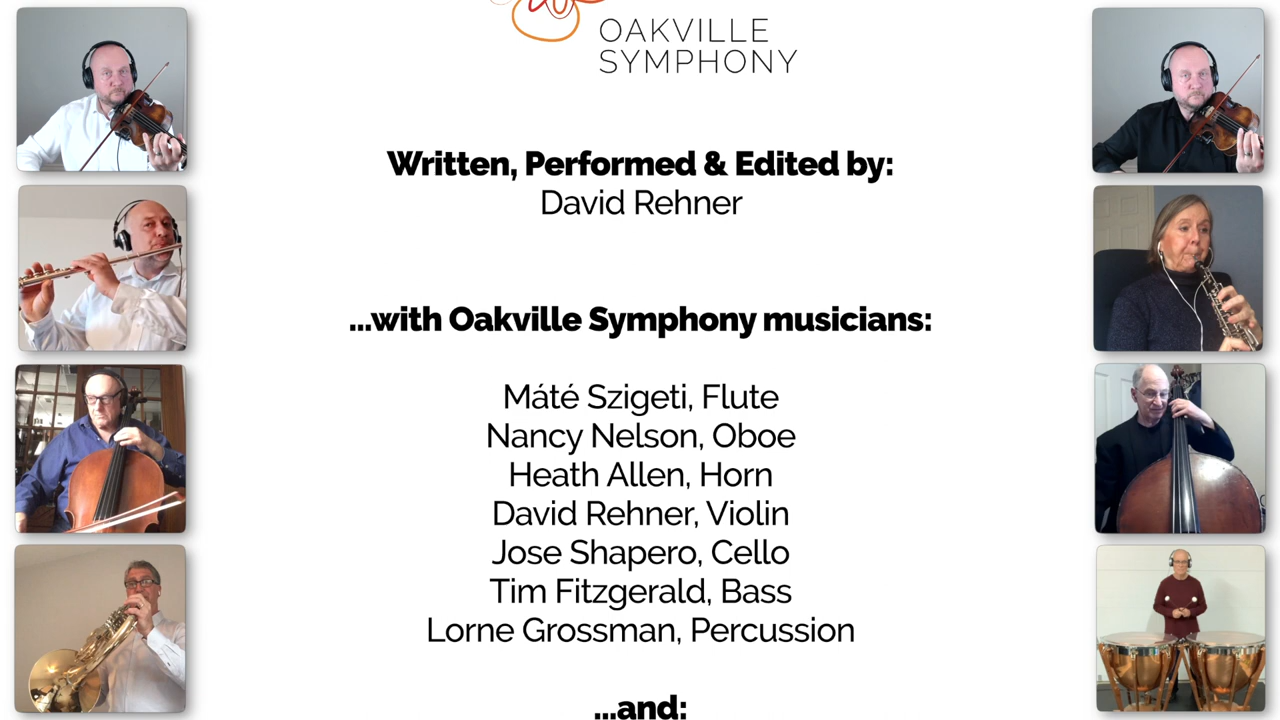 OAKVILLE
SYMPHONY
Written, Performed & Edited by:
David Rehner
...with Oakville Symphony musicians:
Máté Szigeti, Flute
Nancy Nelson, Oboe
Heath Allen, Horn
David Rehner, Violin
Jose Shapero, Cello
Tim Fitzgerald, Bass
Lorne Grossman, Percussion
...and: